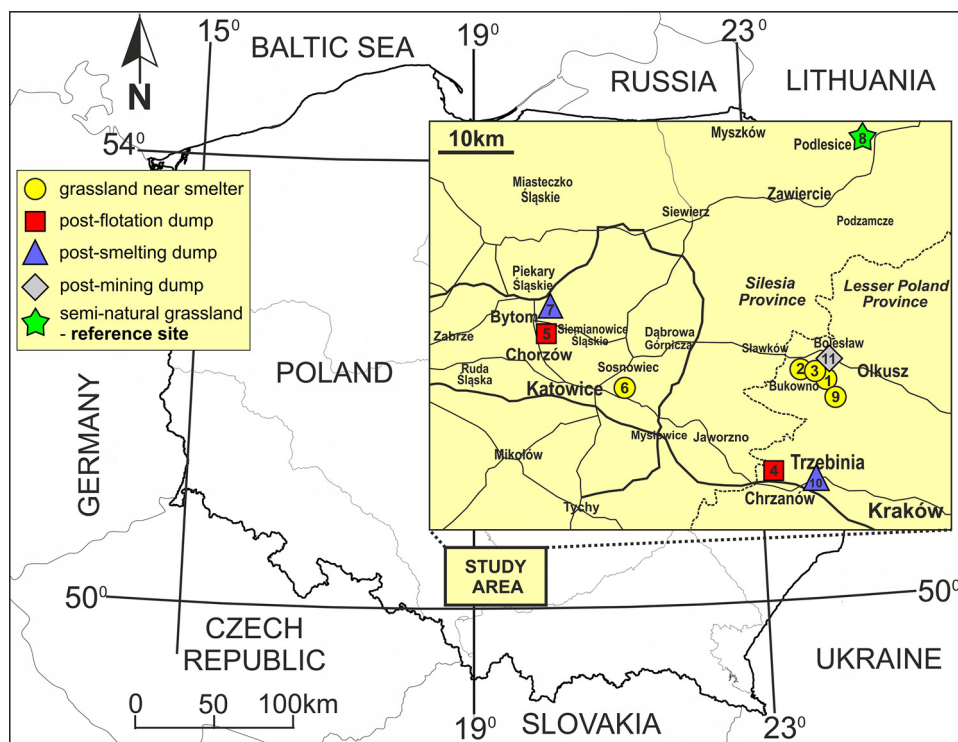 15⁰
19⁰
23⁰
BALTIC SEA
RUSSIA
LITHUANIA
N
54⁰
10km
Myszków
Podlesice
8
grassland near smelter
post-flotation dump
post-smelting dump
post-mining dump
semi-natural grassland
- reference site
Miasteczko
Śląskie
Zawiercie
Siewierz
Podzamcze
Piekary
Śląskie
Silesia
Province
Lesser Poland
Province
7
Bytom
5
Siemianowice
Śląskie
Zabrze
Chorzów
Dąbrowa
Górnicza
Sławków
Bolesław
11
Olkusz
2
3
1
9
Bukowno
Ruda
Śląska
Sosnowiec
Katowice
6
POLAND
GERMANY
Mysłowice
Jaworzno
Mikołów
4
Trzebinia
10
Chrzanów
Tychy
Kraków
STUDY
AREA
50⁰
50⁰
CZECH
REPUBLIC
UKRAINE
0
50
100km
19⁰
SLOVAKIA
23⁰